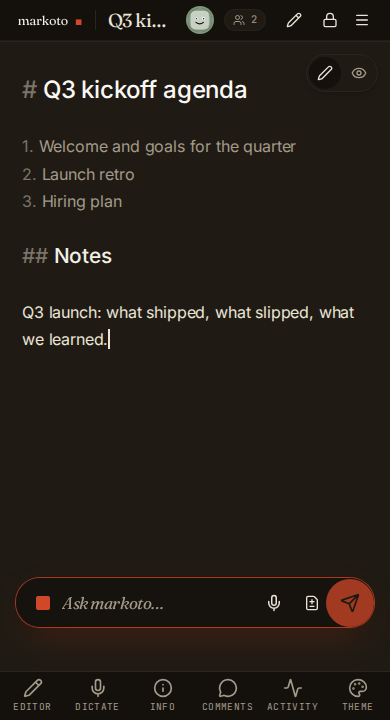 markoto
Q3 ki...
2
# Q3 kickoff agenda
1. Welcome and goals for the quarter
2. Launch retro
3. Hiring plan
## Notes
Q3 launch: what shipped, what slipped, what
we learned.
Ask markoto...
EDITOR DICTATE INFO COMMENTS ACTIVITY THEME